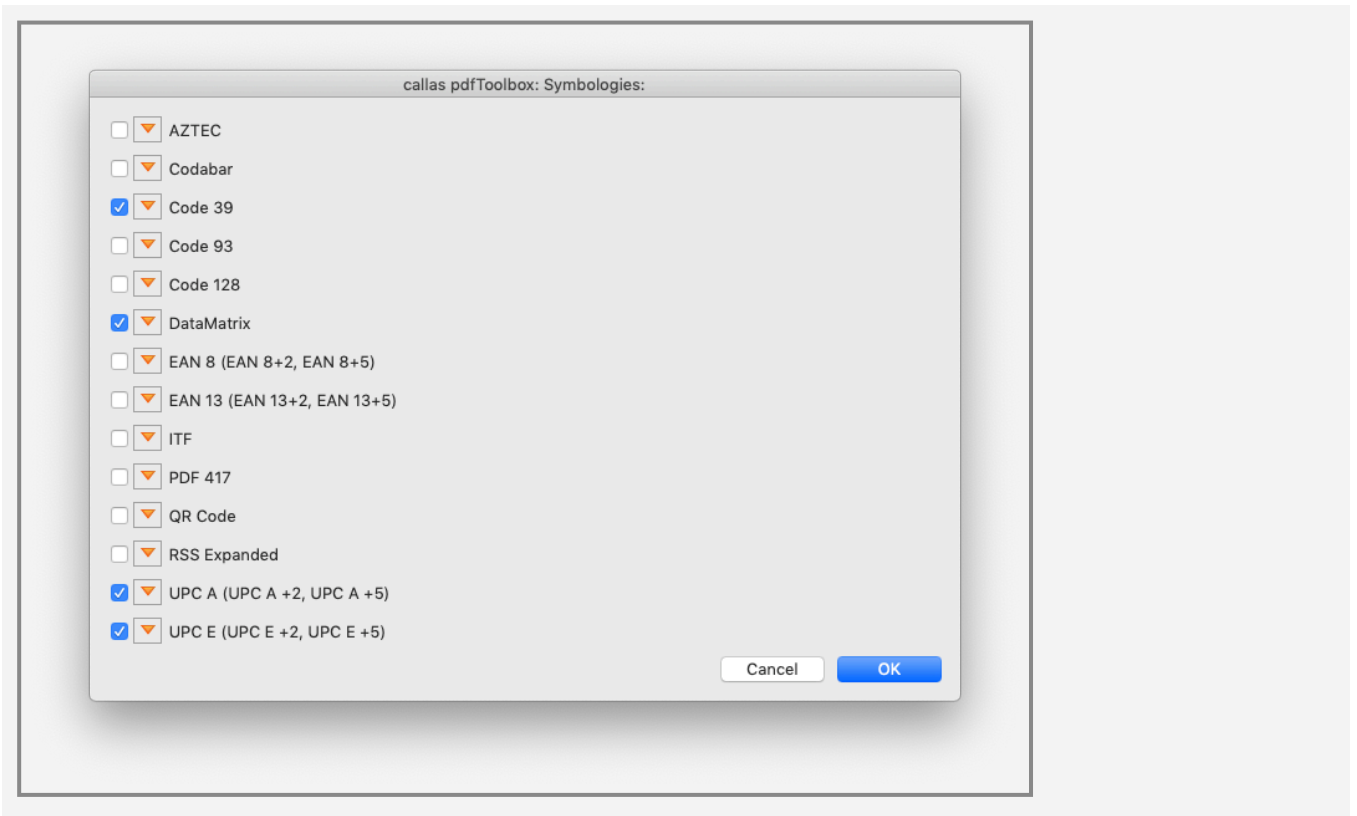 callas pdfToolbox: Symbologies:
AZTEC
Codabar
Code 39
Code 93
Code 128
DataMatrix
EAN 8 (EAN 8+2, EAN 8+5)
EAN 13 (EAN 13+2, EAN 13+5)
ITF
PDF 417
QR Code
RSS Expanded
UPC A (UPC A +2, UPC A +5)
UPC E (UPC E +2, UPC E +5)
Cancel OK